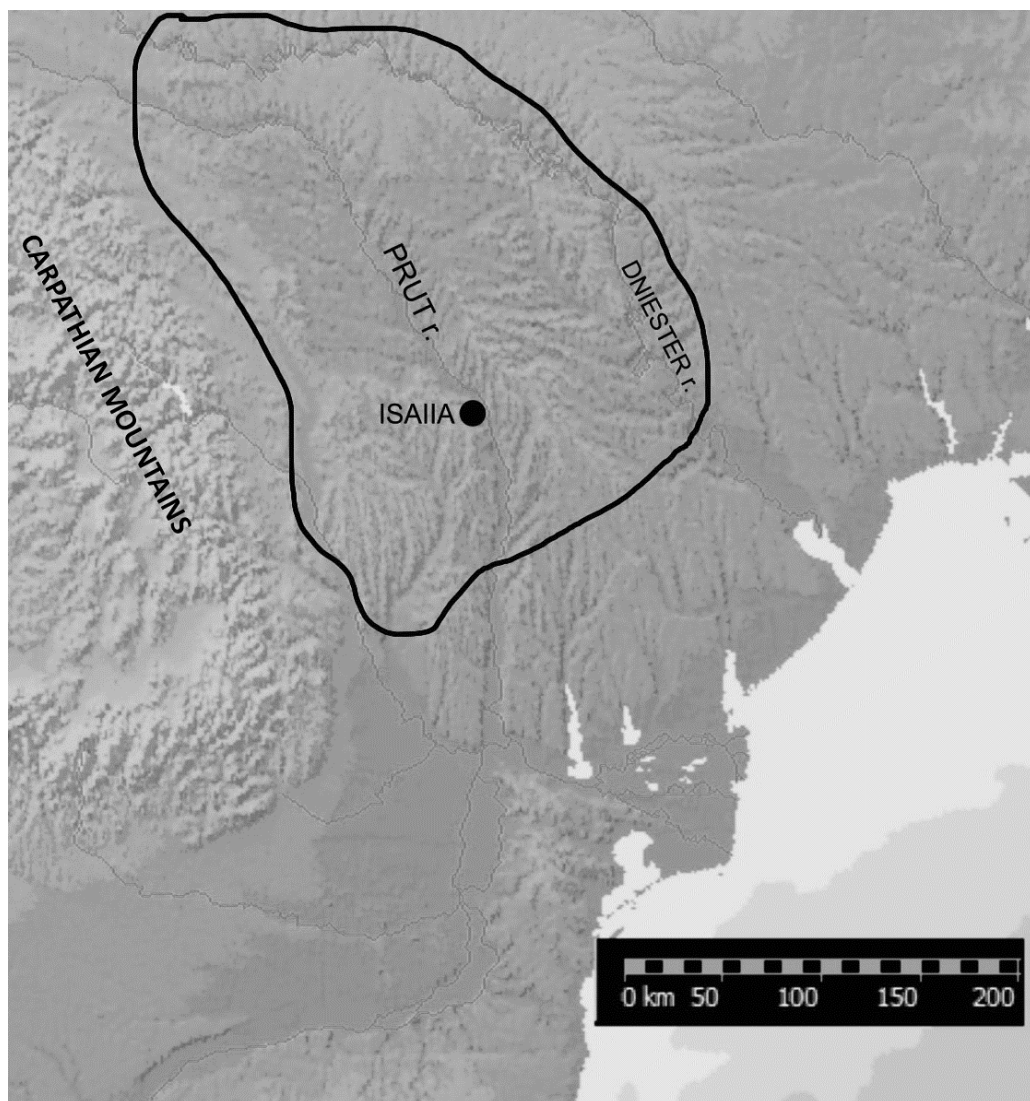 CARPATHIAN MOUNTAINS
PRUT r.
DNIESTER r.
ISAIIA
0 km 50 100 150 200